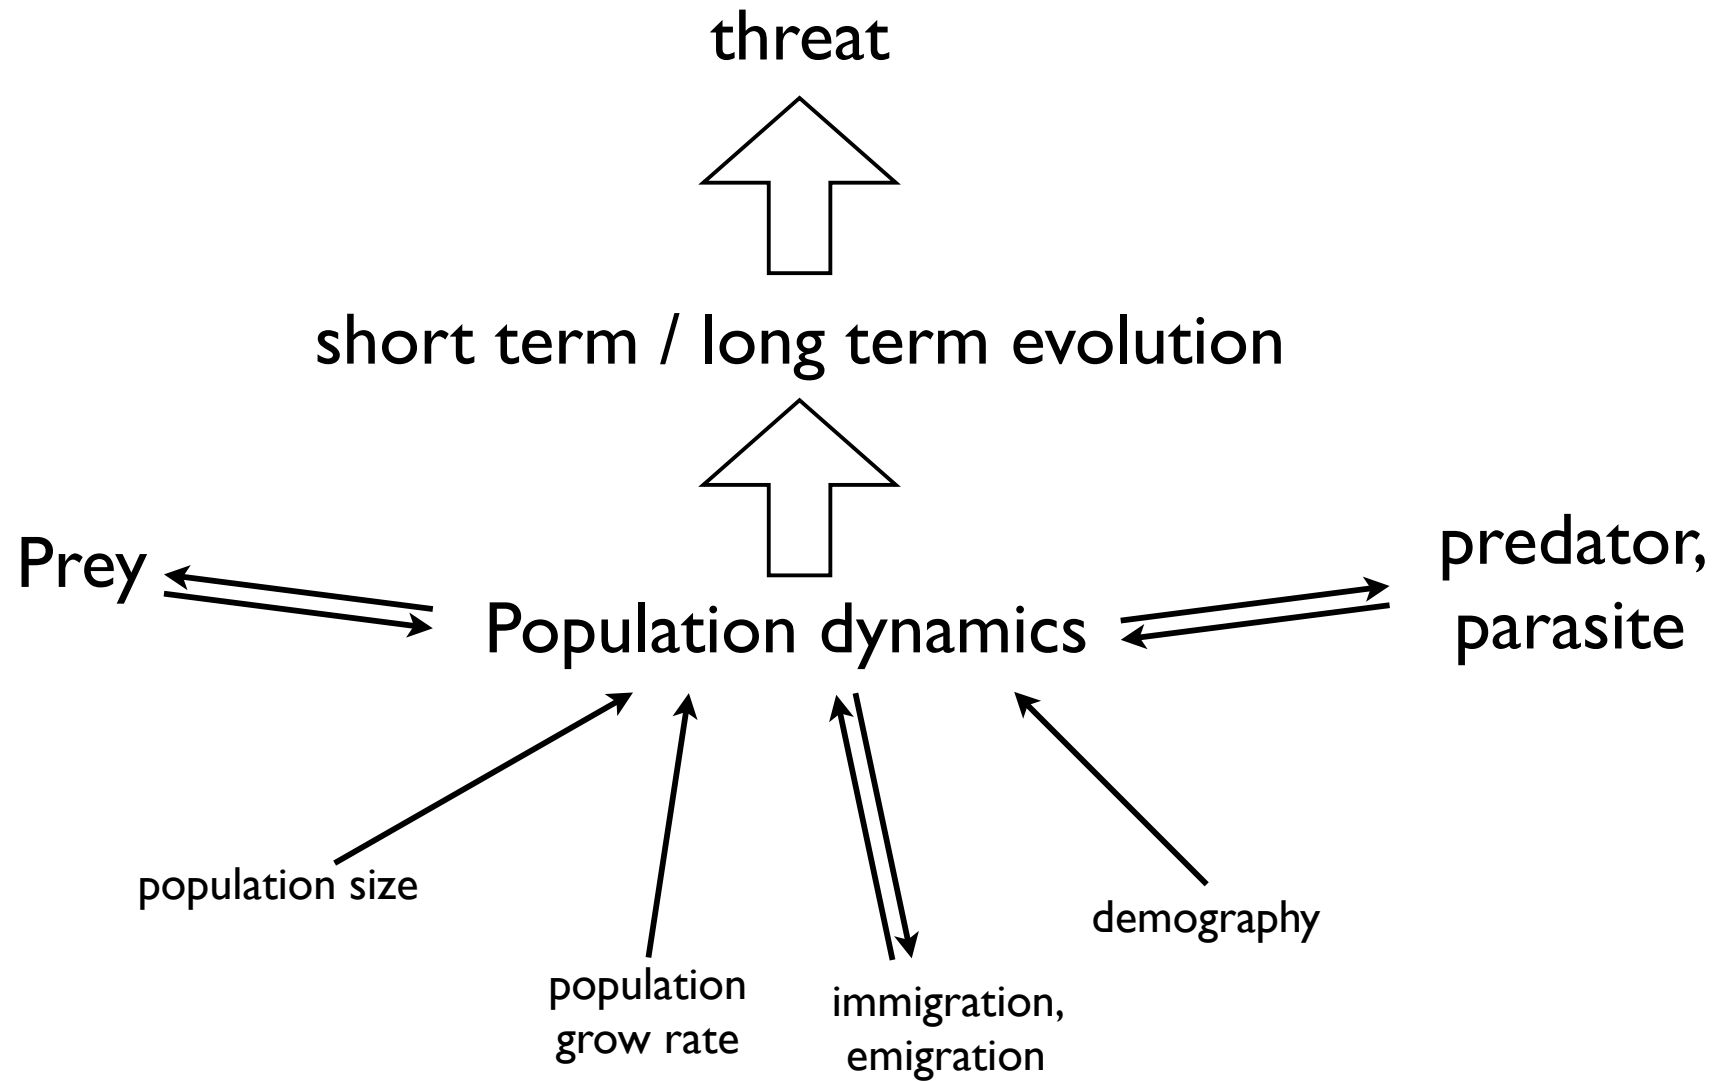 threat
short term / long term evolution
Prey
predator,
parasite
Population dynamics
population size
population
grow rate
immigration,
emigration
demography